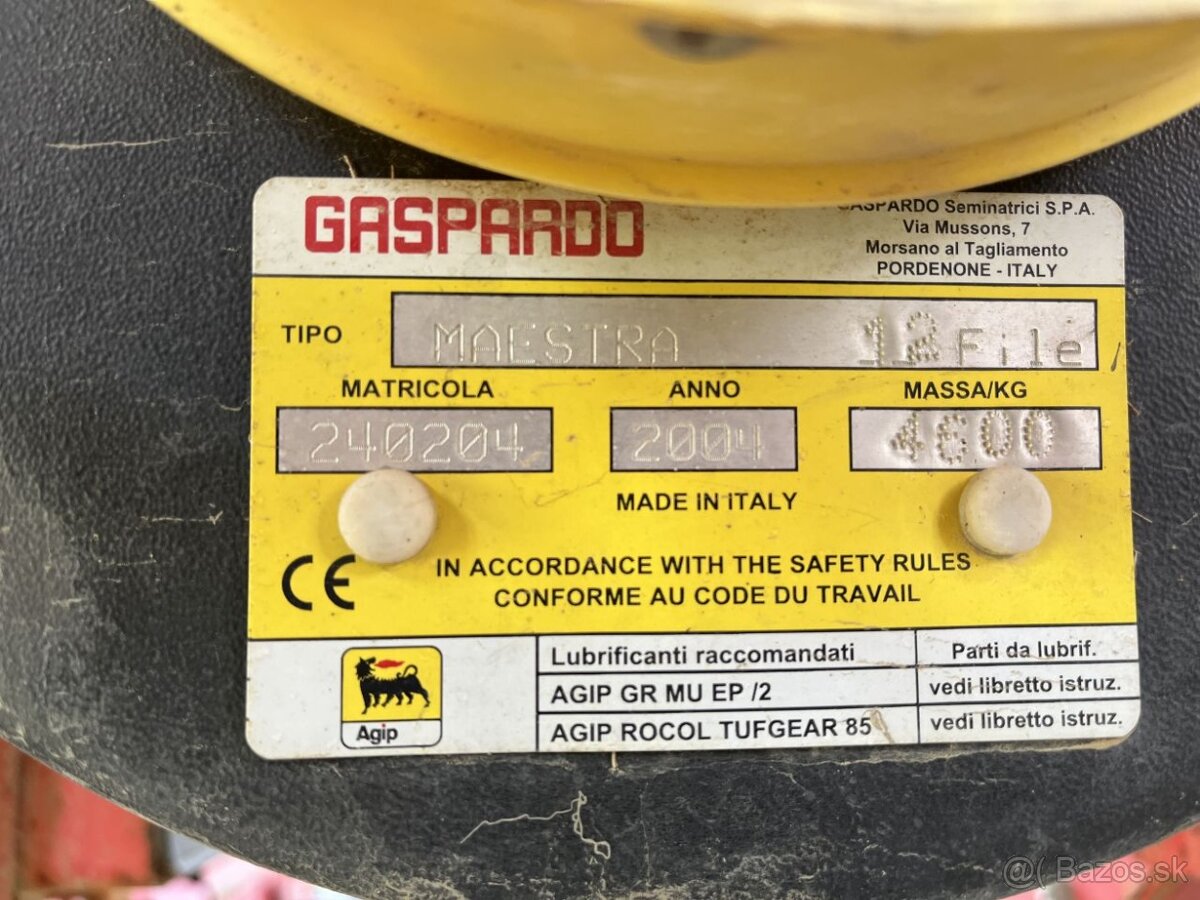 GASPARDO
GASPARDO Seminatrici S.P.A.
Via Mussons, 7
Morsano al Tagliamento
PORDENONE - ITALY
TIPO MAESTRA 12 File
MATRICOLA ANNO MASSA/KG
240204 2004
MADE IN ITALY
CE IN ACCORDANCE WITH THE SAFETY RULES
CONFORME AU CODE DU TRAVAIL
Agip
Lubrificanti raccomandati Parti da lubrif.
AGIP GR MU EP /2 vedi libretto istruz.
AGIP ROCOL TUFGEAR 85 vedi libretto istruz.
@( Bazos.sk